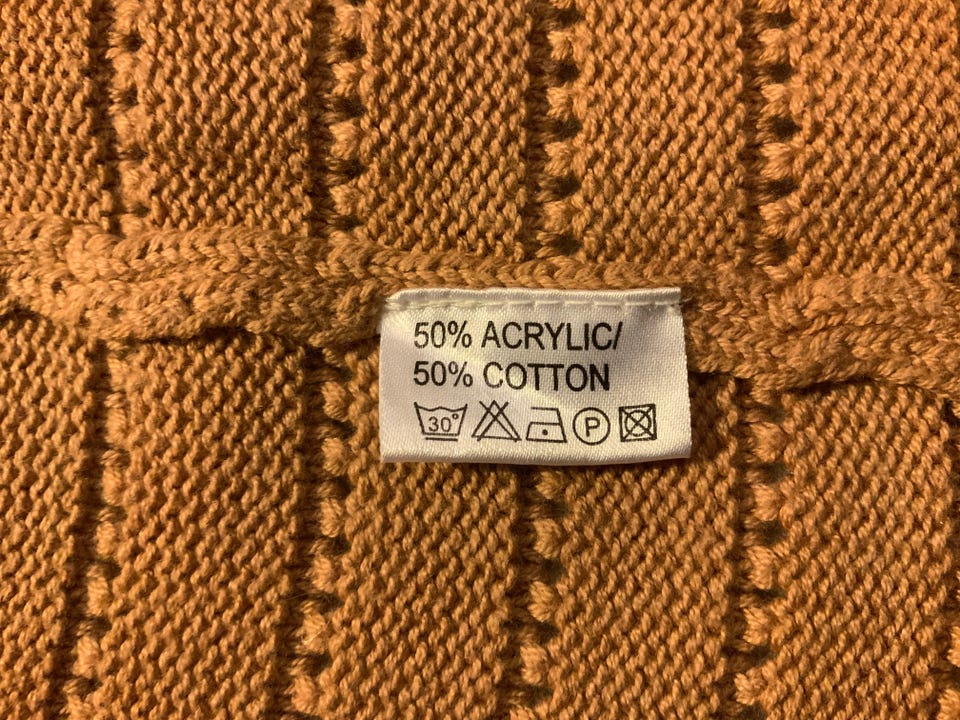 50% ACRYLIC/
50% COTTON
30° P